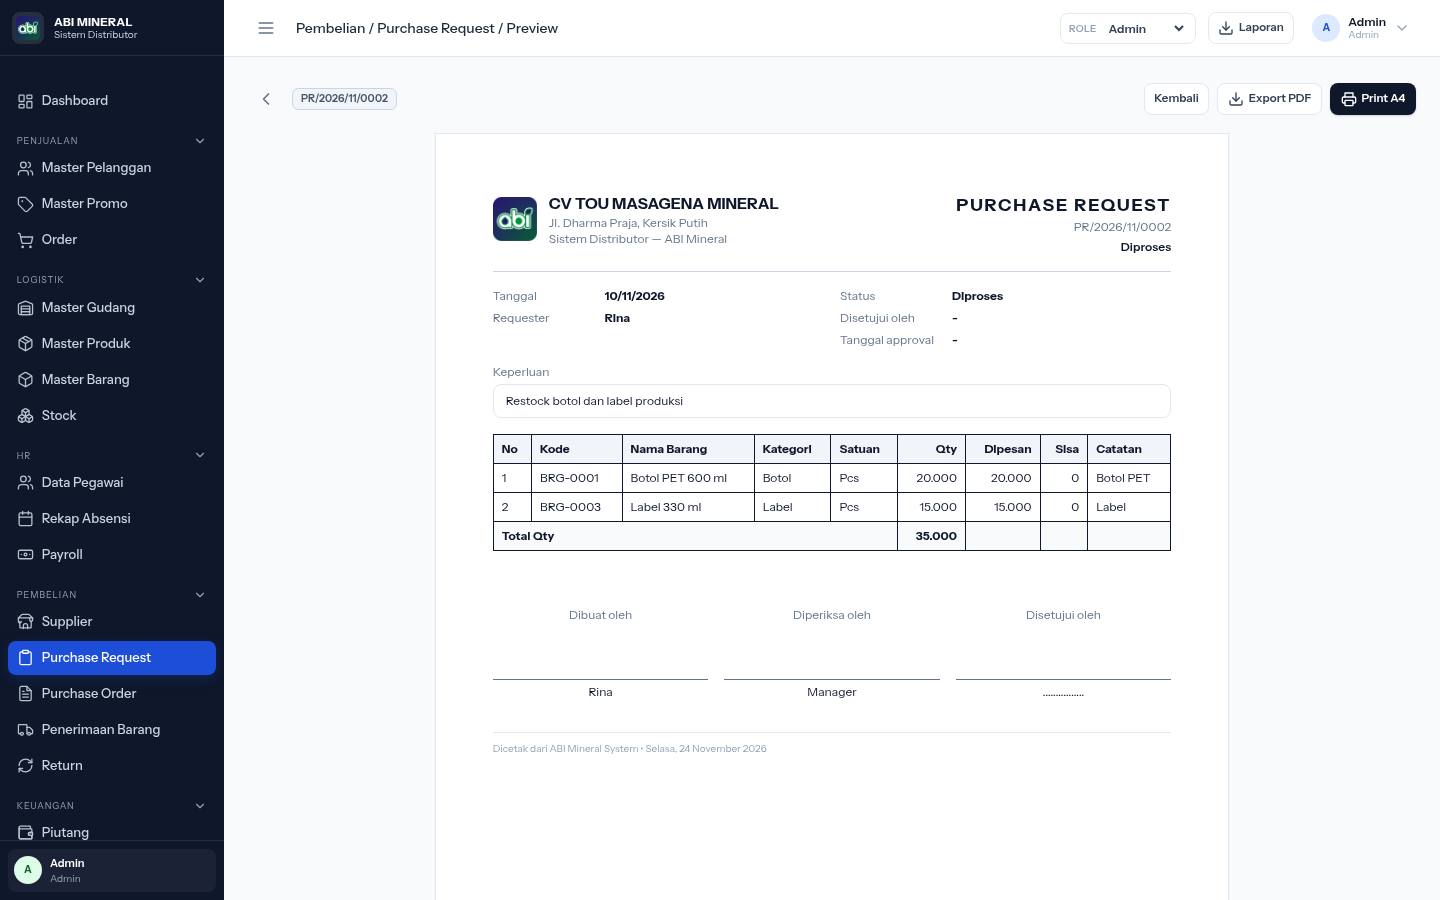 abi
ABI MINERAL
Sistem Distributor
Dashboard
PENJUALAN
Master Pelanggan
Master Promo
Order
LOGISTIK
Master Gudang
Master Produk
Master Barang
Stock
HR
Data Pegawai
Rekap Absensi
Payroll
PEMBELIAN
Supplier
Purchase Request
Purchase Order
Penerimaan Barang
Return
KEUANGAN
Piutang
A
Admin
Admin
Pembelian / Purchase Request / Preview
ROLE Admin
Laporan
A
Admin
Admin
PR/2026/11/0002
Kembali
Export PDF
Print A4
abi
CV TOU MASAGENA MINERAL
Jl. Dharma Praja, Kersik Putih
Sistem Distributor — ABI Mineral
PURCHASE REQUEST
PR/2026/11/0002
Diproses
Tanggal 10/11/2026
Requester Rina
Status Diproses
Disetujui oleh -
Tanggal approval -
Keperluan
Restock botol dan label produksi
No Kode Nama Barang Kategori Satuan Qty Dipesan Sisa Catatan
1 BRG-0001 Botol PET 600 ml Botol Pcs 20.000 20.000 0 Botol PET
2 BRG-0003 Label 330 ml Label Pcs 15.000 15.000 0 Label
Total Qty 35.000
Dibuat oleh Diperiksa oleh Disetujui oleh
Rina Manager ................
Dicetak dari ABI Mineral System • Selasa, 24 November 2026